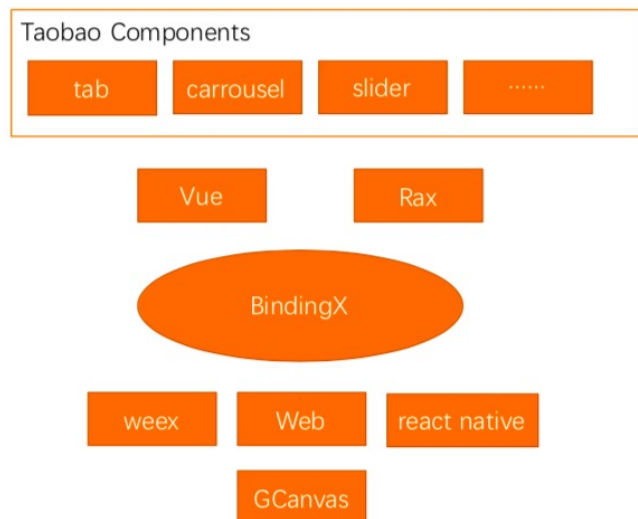 Taobao Components
tab carrousel slider ······
Vue Rax
BindingX
weex Web react native
GCanvas